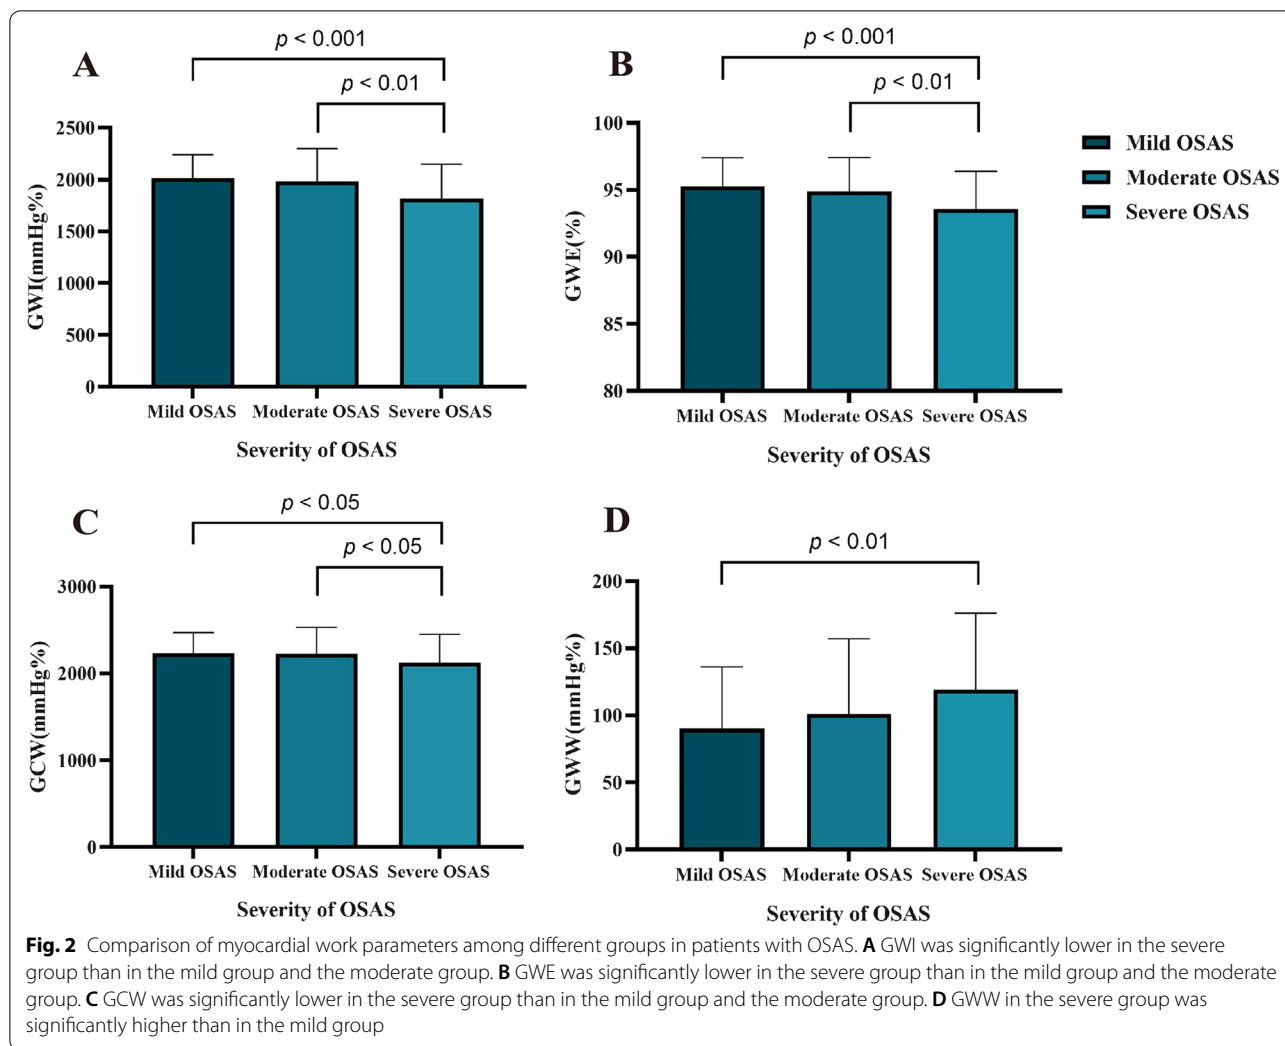 A
p < 0.001
p < 0.01
2500
2000
1500
1000
500
0
GWI(mmHg%)
Mild OSAS Moderate OSAS Severe OSAS
Severity of OSAS
B
p < 0.001
p < 0.01
100
95
90
85
80
GWE(%)
Mild OSAS Moderate OSAS Severe OSAS
Severity of OSAS
Mild OSAS
Moderate OSAS
Severe OSAS
C
p < 0.05
p < 0.05
3000
2000
1000
0
GCW(mmHg%)
Mild OSAS Moderate OSAS Severe OSAS
Severity of OSAS
D
p < 0.01
200
150
100
50
0
GWW(mmHg%)
Mild OSAS Moderate OSAS Severe OSAS
Severity of OSAS
Fig. 2 Comparison of myocardial work parameters among different groups in patients with OSAS. A GWI was significantly lower in the severe
group than in the mild group and the moderate group. B GWE was significantly lower in the severe group than in the mild group and the moderate
group. C GCW was significantly lower in the severe group than in the mild group and the moderate group. D GWW in the severe group was
significantly higher than in the mild group